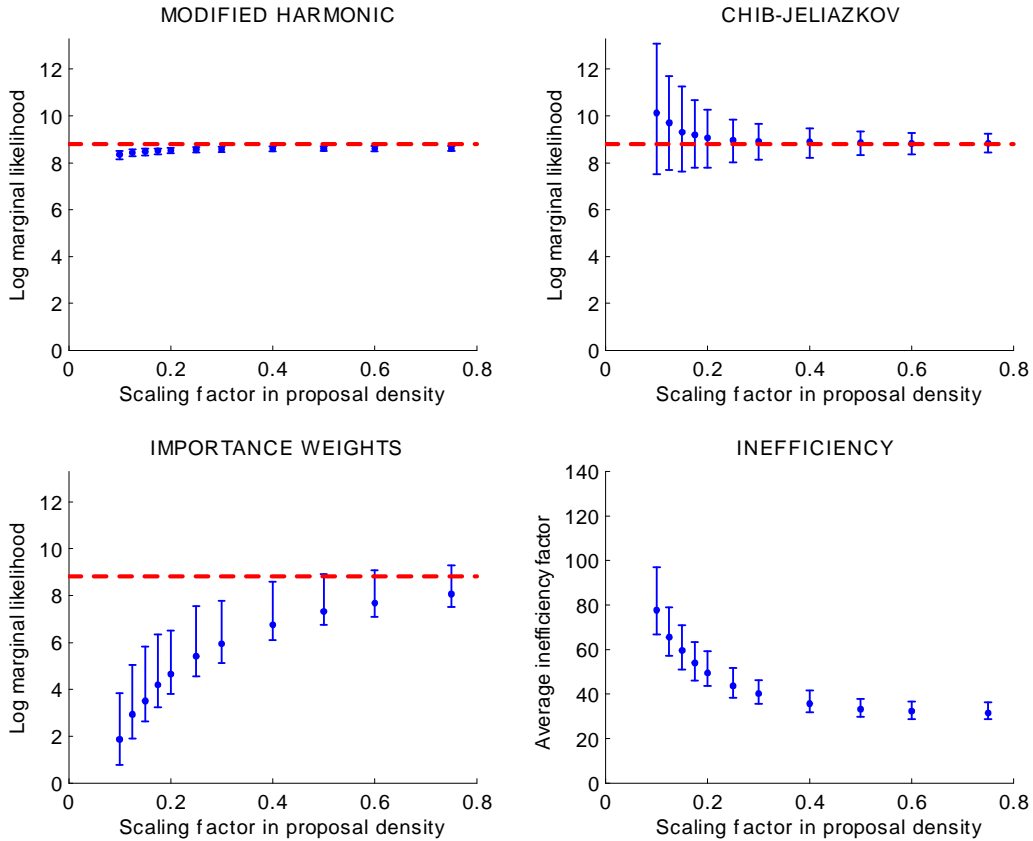 MODIFIED HARMONIC
Log marginal likelihood
12
10
8
6
4
2
0
0 0.2 0.4 0.6 0.8
Scaling factor in proposal density
CHIB-JELIAZKOV
Log marginal likelihood
12
10
8
6
4
2
0
0 0.2 0.4 0.6 0.8
Scaling factor in proposal density
IMPORTANCE WEIGHTS
Log marginal likelihood
12
10
8
6
4
2
0
0 0.2 0.4 0.6 0.8
Scaling factor in proposal density
INEFFICIENCY
Average inefficiency factor
140
120
100
80
60
40
20
0
0 0.2 0.4 0.6 0.8
Scaling factor in proposal density